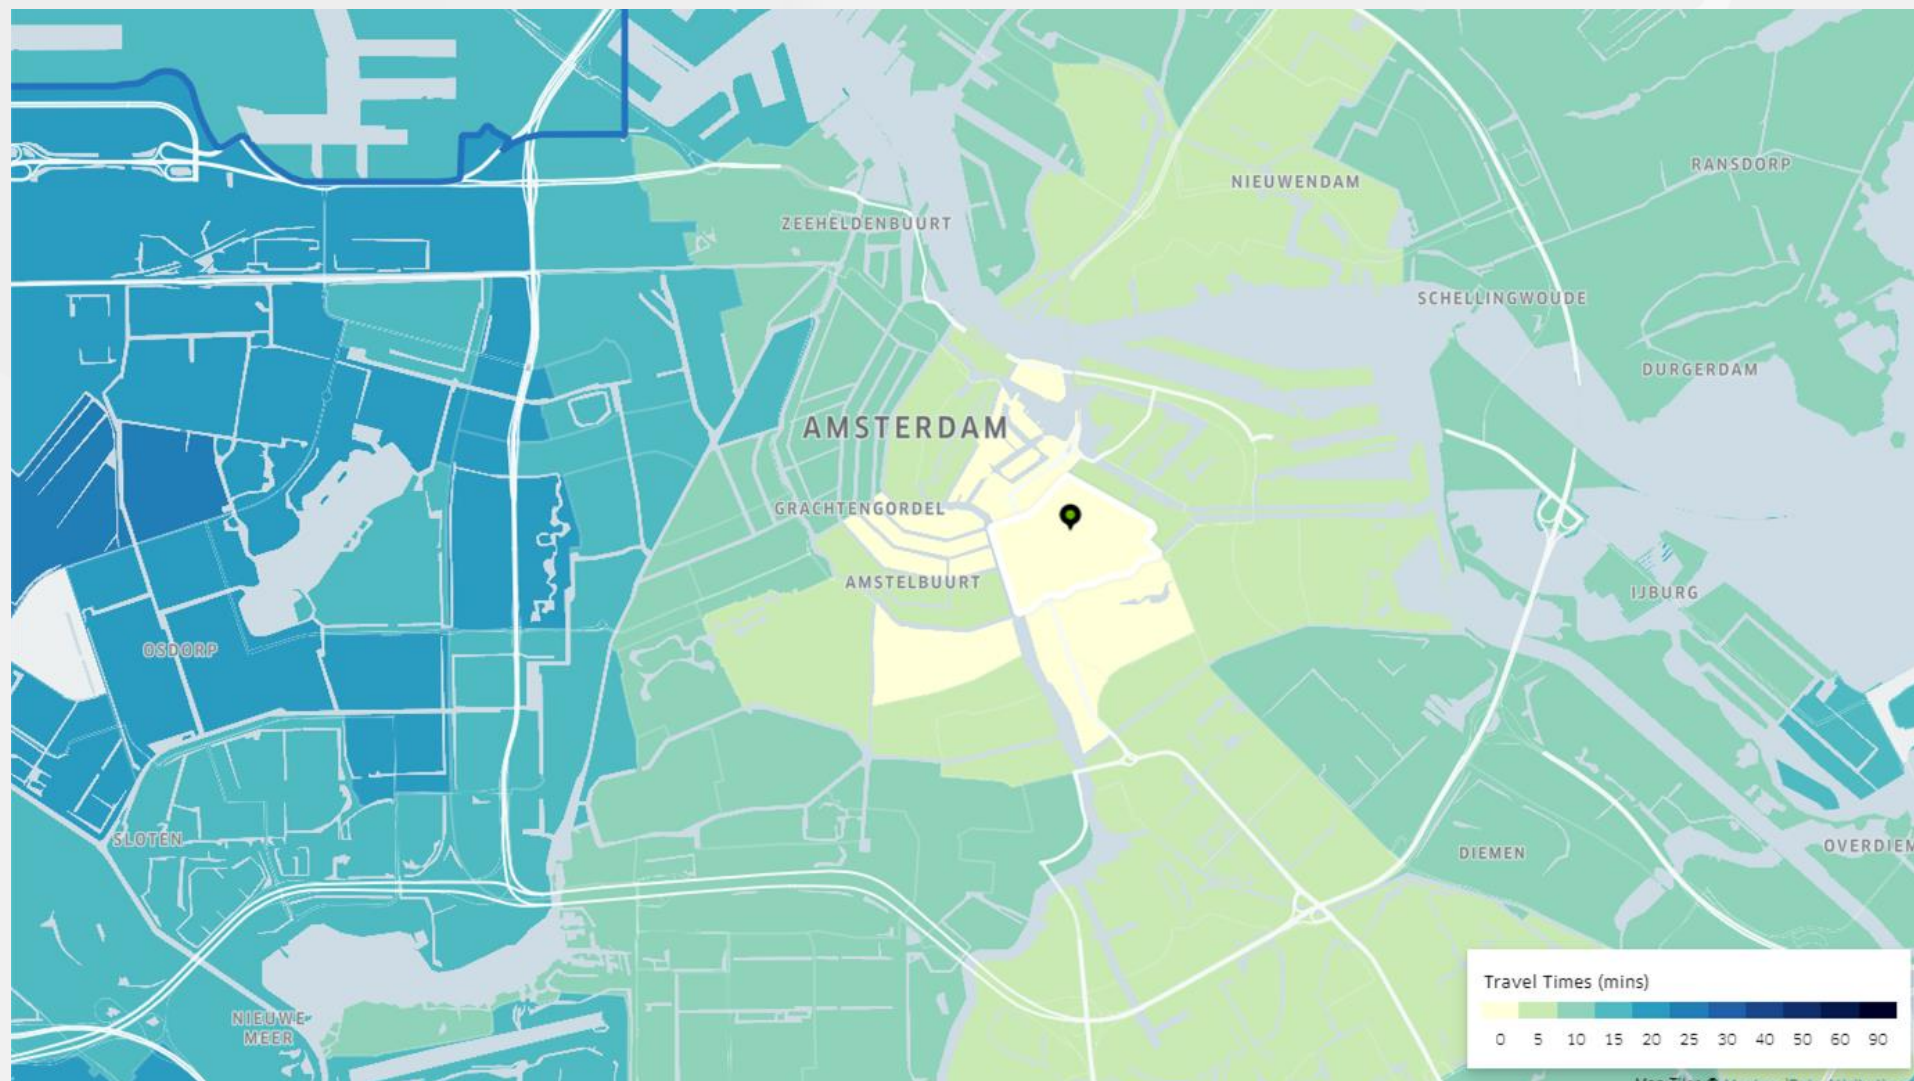 RANSDORP
NIEUWENDAM
ZEEHELDENBUURT
SCHELLINGWOUDE
DURGERDAM
AMSTERDAM
GRACHTENGORDEL
AMSTELBUURT
IJBURG
OSDORP
SLOTEN
DIEMEN
OVERDIEM
NIEUWE
MEER
Travel Times (mins)
0 5 10 15 20 25 30 40 50 60 90